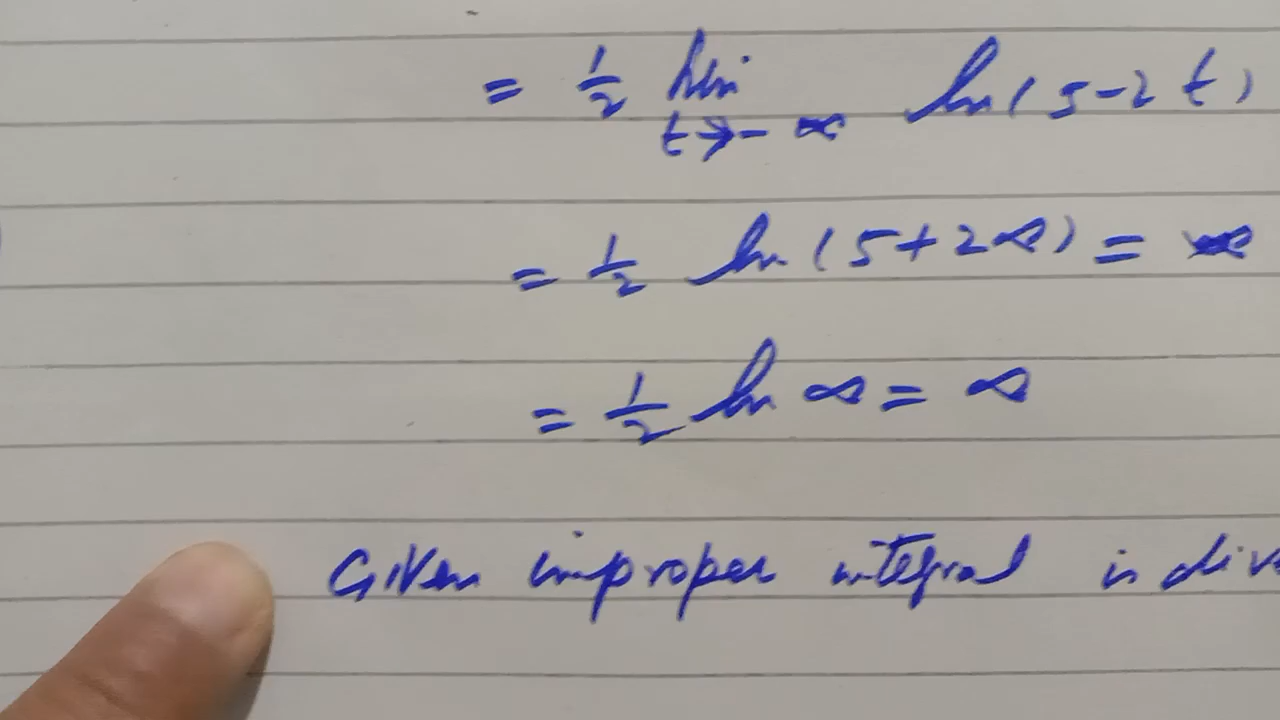 = 1/2 lim t→-∞ ln(5-2t)
= 1/2 ln(5+2∞) =
= 1/2 ln ∞ = ∞
Given improper integral is div